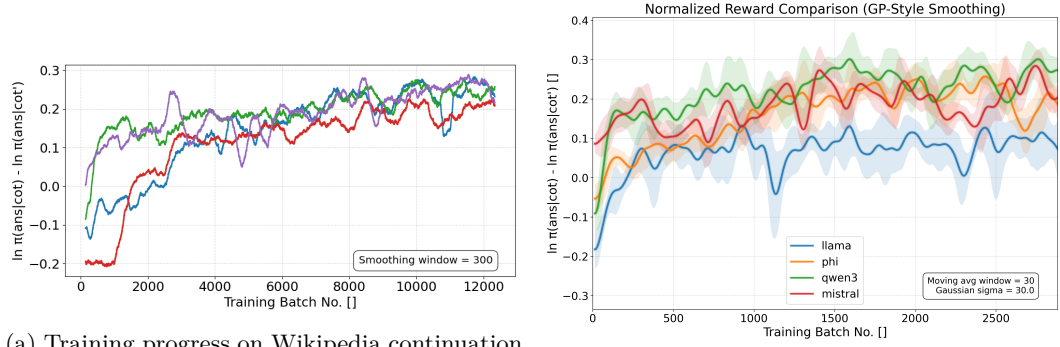 ln π(ans|cot) - ln π(ans|cot)
0.3
0.2
0.1
0.0
−0.1
−0.2
0 2000 4000 6000 8000 10000 12000
Smoothing window = 300
Training Batch No. []
(a) Training progress on Wikipedia continuation
Normalized Reward Comparison (GP-Style Smoothing)
ln π(ans|cot) - ln π(ans|cot') []
0.4
0.3
0.2
0.1
0.0
−0.1
−0.2
−0.3
0 500 1000 1500 2000 2500
llama
phi
qwen3
mistral
Moving avg window = 30
Gaussian sigma = 30.0
Training Batch No. []